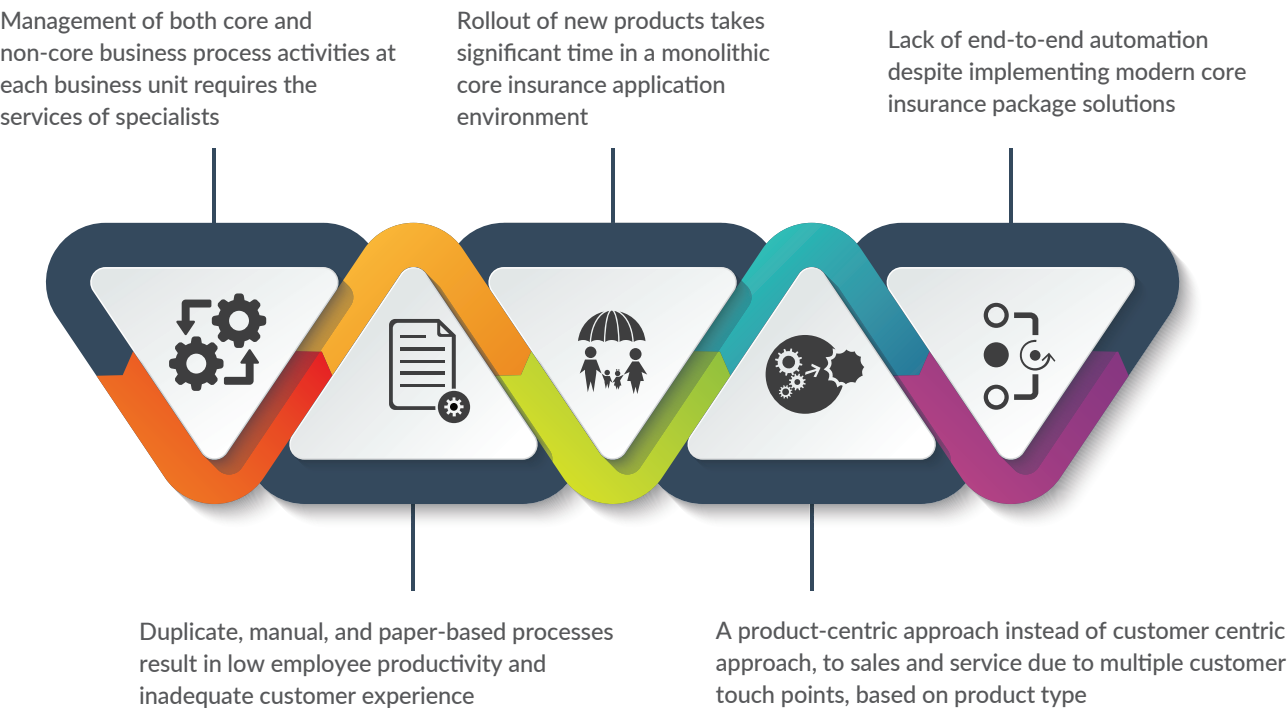 Management of both core and
non-core business process activities at
each business unit requires the
services of specialists
Rollout of new products takes
significant time in a monolithic
core insurance application
environment
Lack of end-to-end automation
despite implementing modern core
insurance package solutions
Duplicate, manual, and paper-based processes
result in low employee productivity and
inadequate customer experience
A product-centric approach instead of customer centric
approach, to sales and service due to multiple customer
touch points, based on product type